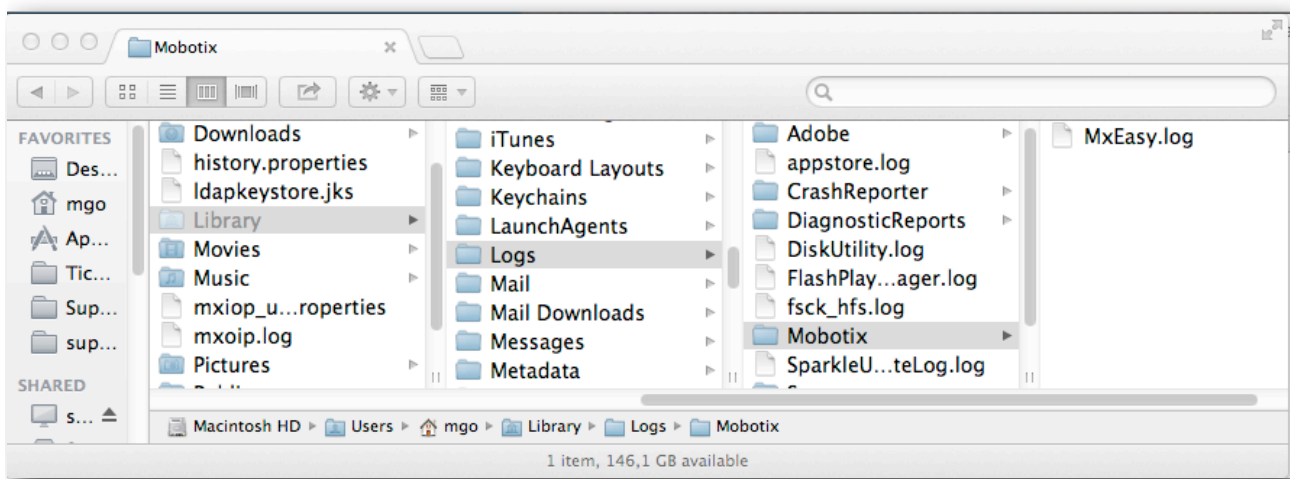 Mobotix
FAVORITES
Des...
mgo
Ap...
Tic...
Sup...
sup...
SHARED
s...
Downloads
history.properties
ldapkeystore.jks
Library
Movies
Music
mxiop_u...roperties
mxoip.log
Pictures
iTunes
Keyboard Layouts
Keychains
LaunchAgents
Logs
Mail
Mail Downloads
Messages
Metadata
Adobe
appstore.log
CrashReporter
DiagnosticReports
DiskUtility.log
FlashPlay...ager.log
fsck_hfs.log
Mobotix
SparkleU...teLog.log
MxEasy.log
Macintosh HD ▸ Users ▸ mgo ▸ Library ▸ Logs ▸ Mobotix
1 item, 146,1 GB available